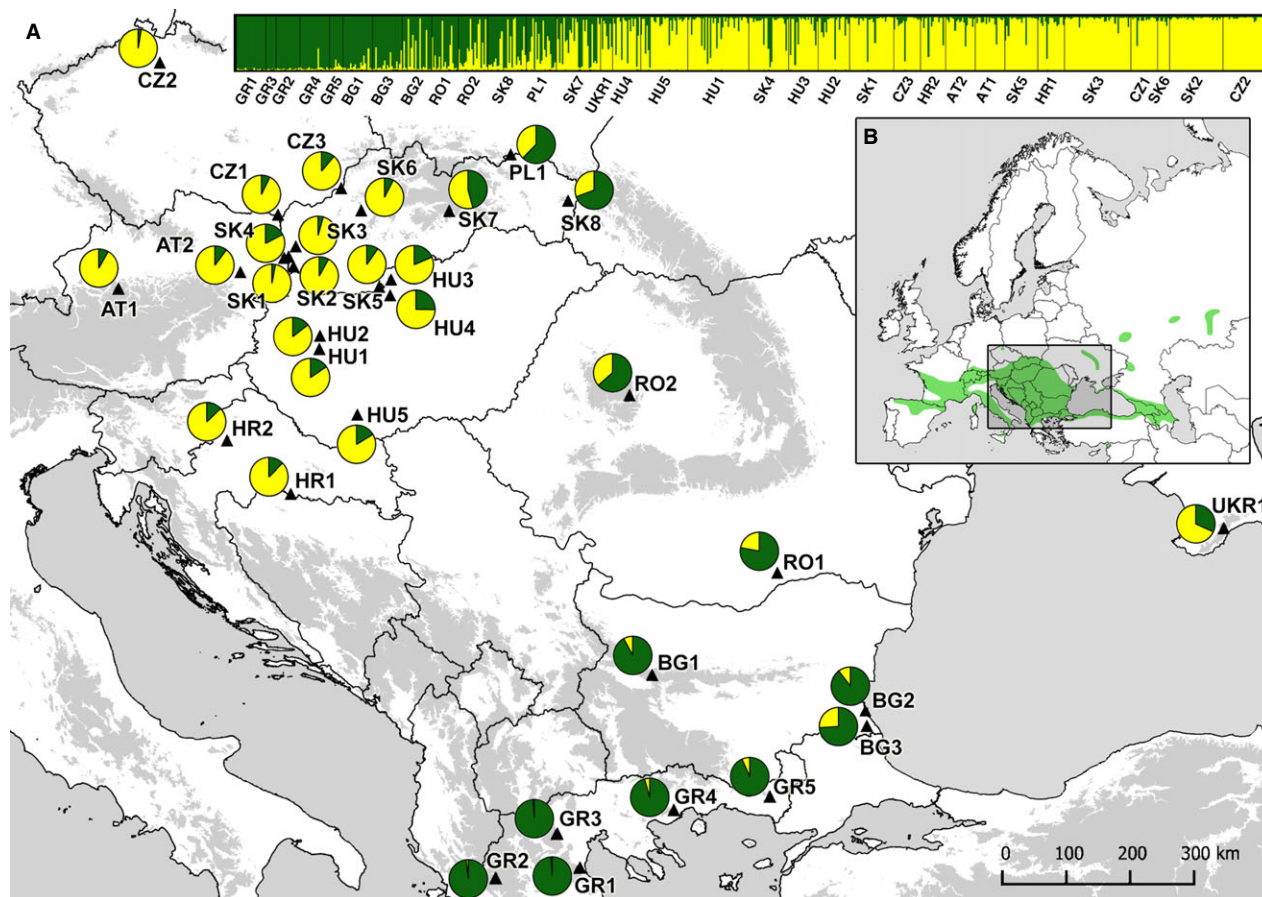 A
GR1 GR3 GR2 GR4 GR5 BG1 BG3 BG2 RO1 RO2 SK8 PL1 SK7 UKR1 HU4 HU5 HU1 SK4 HU3 HU2 SK1 CZ3 HR2 AT2 AT1 SK5 HR1 SK3 CZ1 SK6 SK2 CZ2
CZ2
B
CZ3
SK6
PL1
CZ1
SK7
SK8
SK4
SK3
AT2
HU3
AT1
SK1
SK2
SK5
HU4
HU2
HU1
RO2
HU5
HR2
HR1
UKR1
RO1
BG1
BG2
BG3
GR5
GR4
GR3
GR2
GR1
0 100 200 300 km